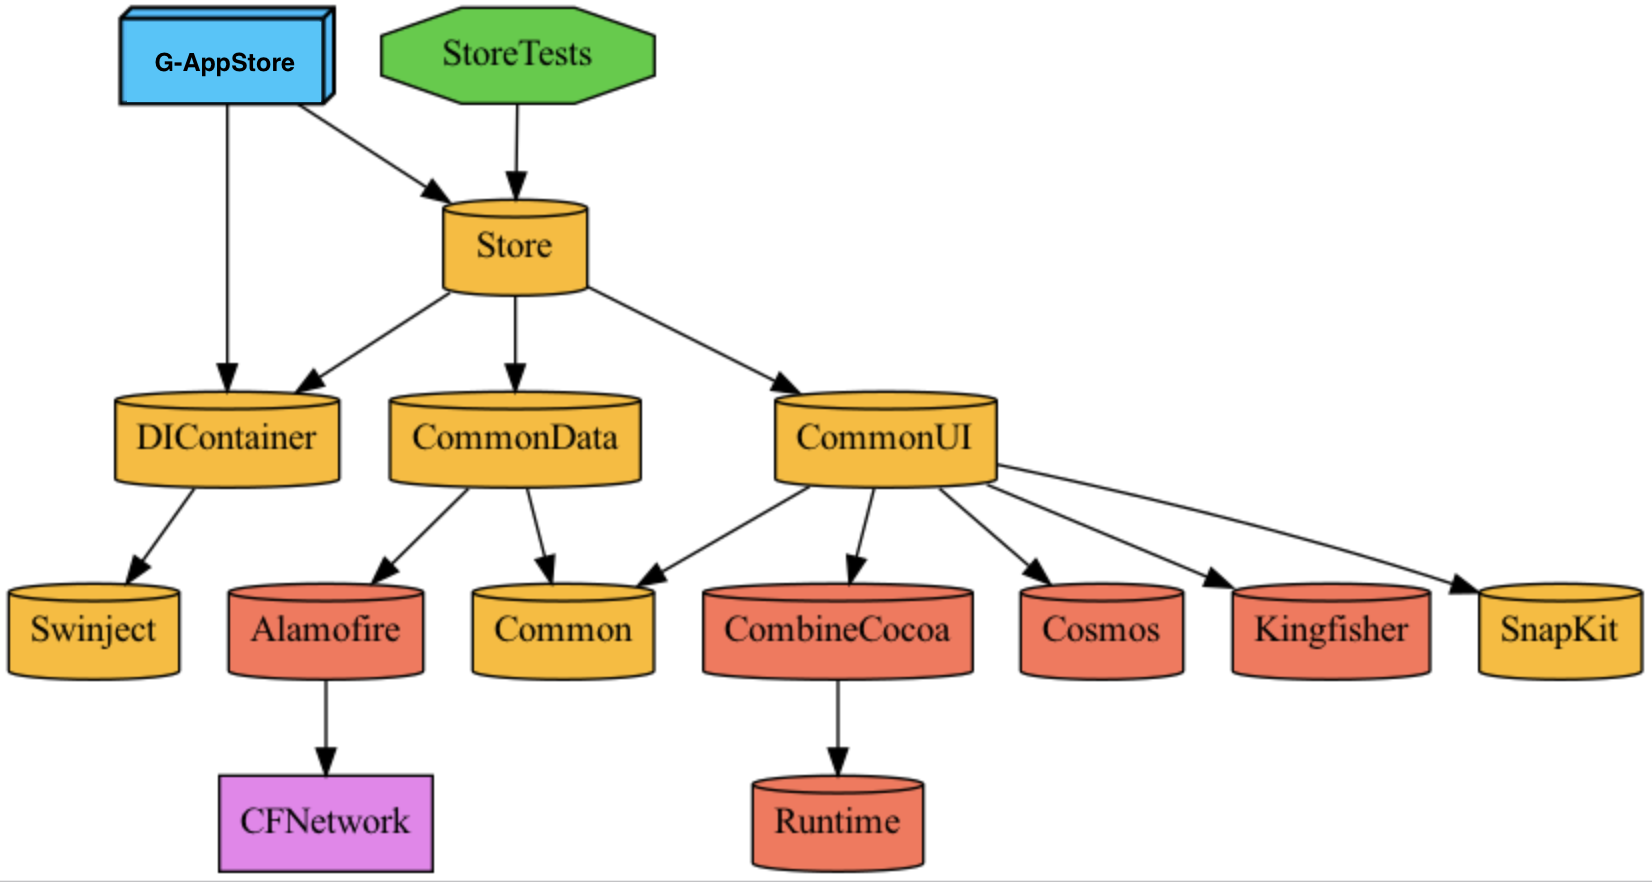 G-AppStore
StoreTests
Store
DIContainer
CommonData
CommonUI
Swinject
Alamofire
Common
CombineCocoa
Cosmos
Kingfisher
SnapKit
CFNetwork
Runtime